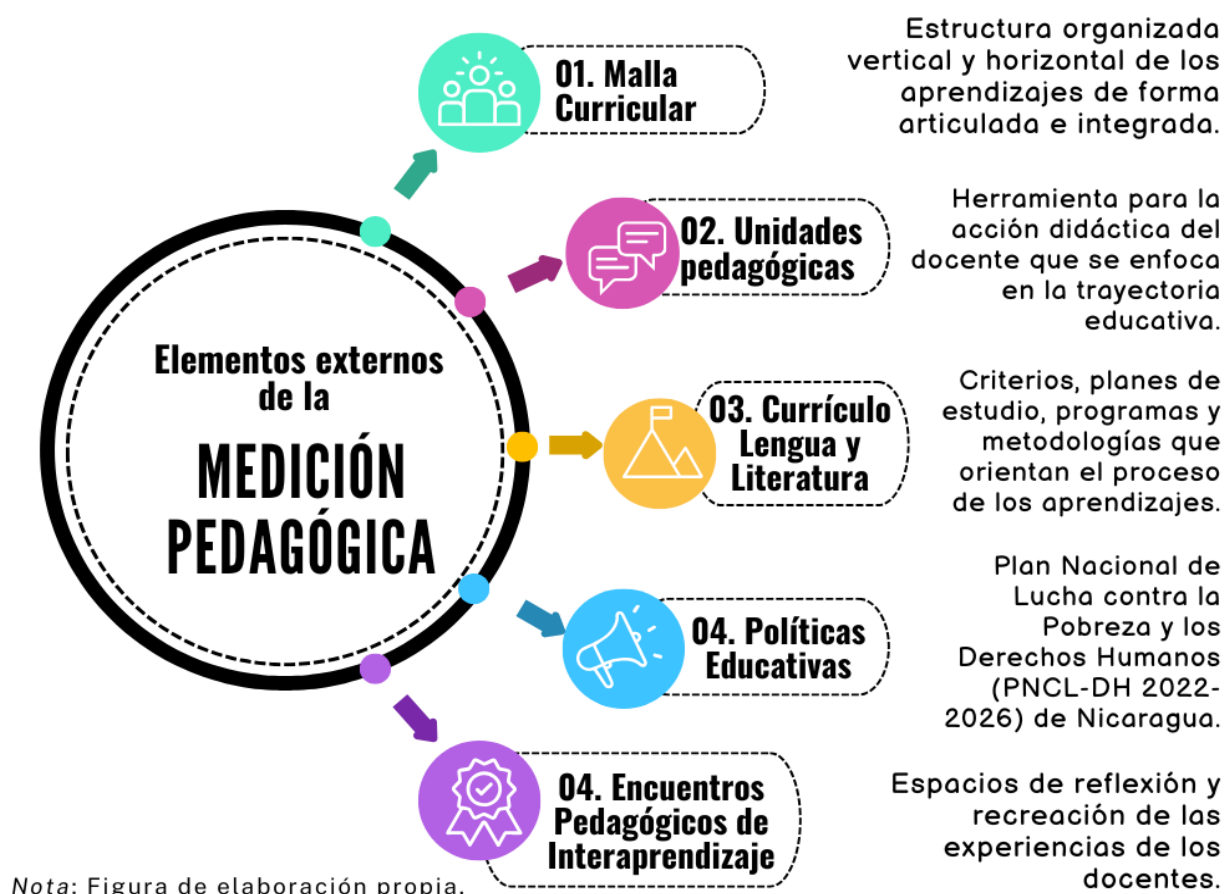 Elementos externos
de la
MEDICIÓN
PEDAGÓGICA
01. Malla
Curricular
Estructura organizada
vertical y horizontal de los
aprendizajes de forma
articulada e integrada.
02. Unidades
pedagógicas
Herramienta para la
acción didáctica del
docente que se enfoca
en la trayectoria
educativa.
03. Currículo
Lengua y
Literatura
Criterios, planes de
estudio, programas y
metodologías que
orientan el proceso
de los aprendizajes.
04. Políticas
Educativas
Plan Nacional de
Lucha contra la
Pobreza y los
Derechos Humanos
(PNCL-DH 2022-
2026) de Nicaragua.
04. Encuentros
Pedagógicos de
Interaprendizaje
Espacios de reflexión y
recreación de las
experiencias de los
docentes.
Nota: Figura de elaboración propia.